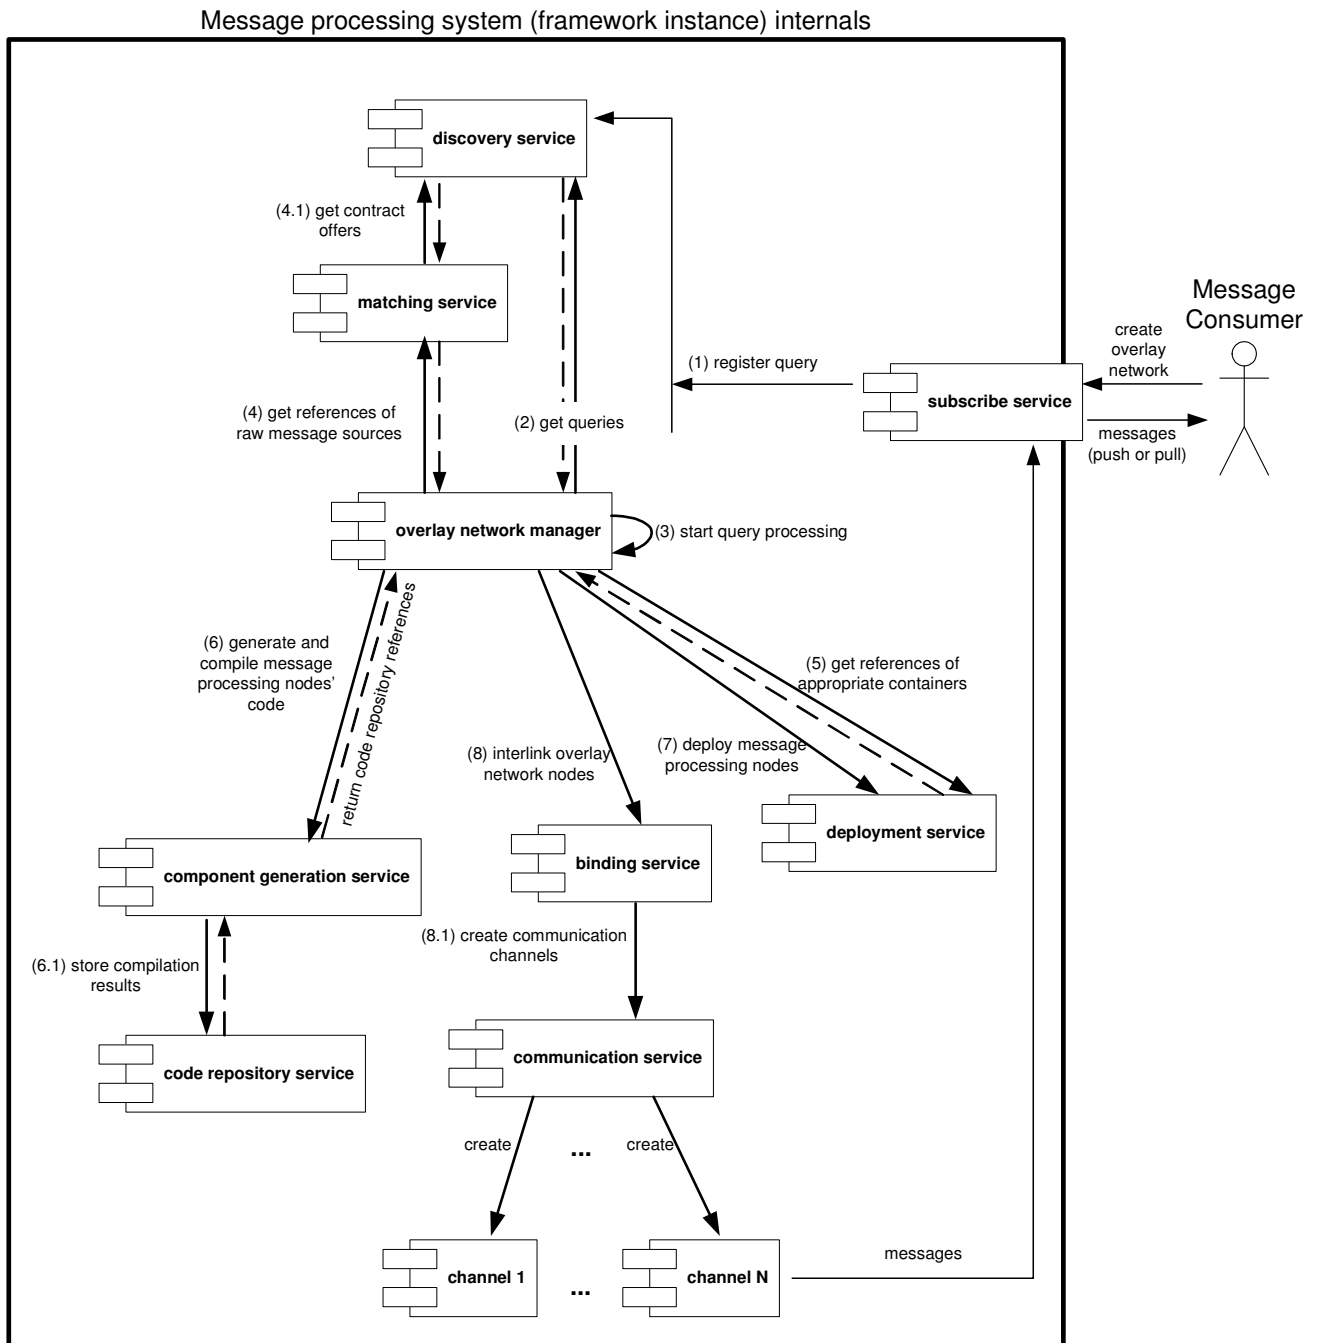 Message processing system (framework instance) internals
discovery service
(4.1) get contract
offers
matching service
Message
Consumer
create
overlay
network
(1) register query
subscribe service
messages
(push or pull)
(4) get references of
raw message sources
(2) get queries
overlay network manager
(3) start query processing
(6) generate and
compile message
processing nodes'
code
return code repository references
(5) get references of
appropriate containers
(8) interlink overlay
network nodes
(7) deploy message
processing nodes
deployment service
component generation service
binding service
(8.1) create communication
channels
(6.1) store compilation
results
code repository service
communication service
create
...
create
channel 1
...
channel N
messages